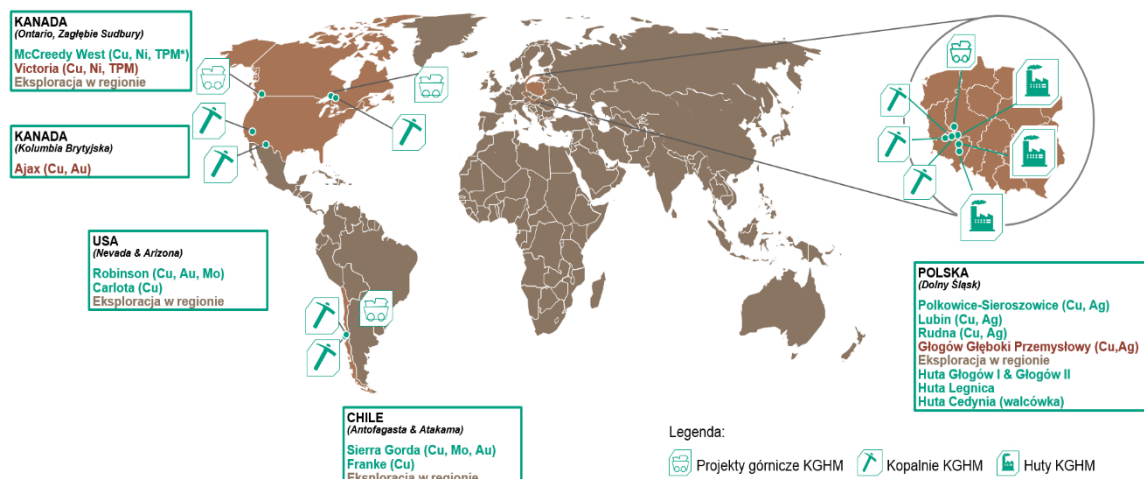 KANADA
(Ontario, Zagłębie Sudbury)
McCreedy West (Cu, Ni, TPM*)
Victoria (Cu, Ni, TPM)
Eksploracja w regionie
KANADA
(Kolumbia Brytyjska)
Ajax (Cu, Au)
USA
(Nevada & Arizona)
Robinson (Cu, Au, Mo)
Carlota (Cu)
Eksploracja w regionie
CHILE
(Antofagasta & Atakama)
Sierra Gorda (Cu, Mo, Au)
Franke (Cu)
Eksploracja w regionie
POLSKA
(Dolny Śląsk)
Polkowice-Sieroszowice (Cu, Ag)
Lubin (Cu, Ag)
Rudna (Cu, Ag)
Głogów Głęboki Przemysłowy (Cu,Ag)
Eksploracja w regionie
Huta Głogów I & Głogów II
Huta Legnica
Huta Cedynia (walcówka)
Legenda:
Projekty górnicze KGHM
Kopalnie KGHM
Huty KGHM